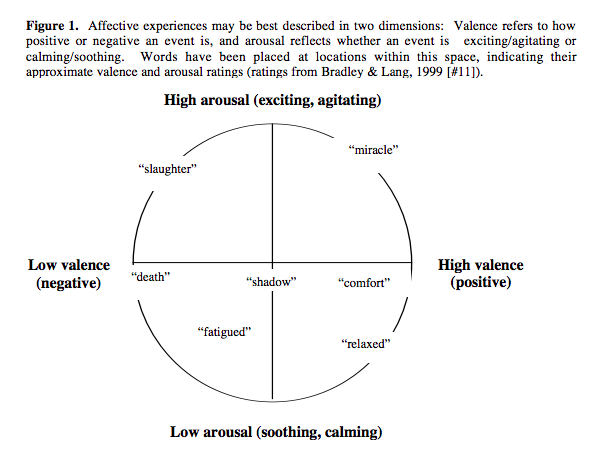 Figure 1. Affective experiences may be best described in two dimensions: Valence refers to how
positive or negative an event is, and arousal reflects whether an event is exciting/agitating or
calming/soothing. Words have been placed at locations within this space, indicating their
approximate valence and arousal ratings (ratings from Bradley & Lang, 1999 [#11]).
High arousal (exciting, agitating)
“miracle”
“slaughter”
Low valence
(negative)
High valence
(positive)
“death”
“shadow”
“comfort”
“fatigued”
“relaxed”
Low arousal (soothing, calming)